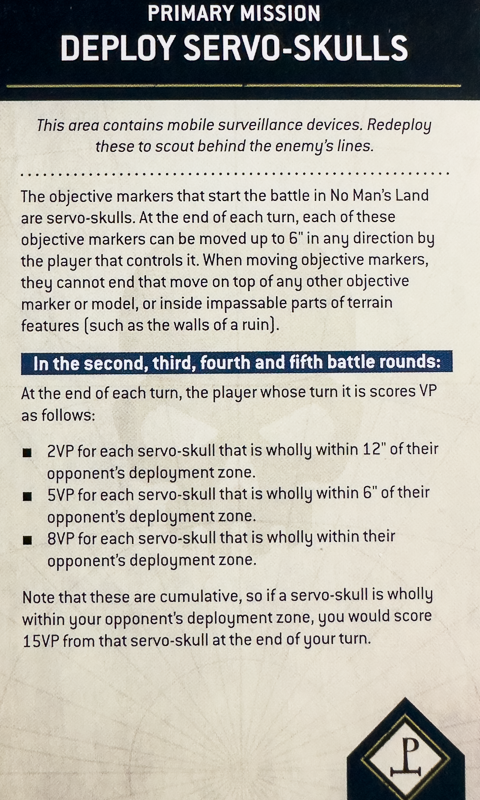 PRIMARY MISSION
DEPLOY SERVO-SKULLS
This area contains mobile surveillance devices. Redeploy
these to scout behind the enemy's lines.
The objective markers that start the battle in No Man's Land
are servo-skulls. At the end of each turn, each of these
objective markers can be moved up to 6" in any direction by
the player that controls it. When moving objective markers,
they cannot end that move on top of any other objective
marker or model, or inside impassable parts of terrain
features (such as the walls of a ruin).
In the second, third, fourth and fifth battle rounds:
At the end of each turn, the player whose turn it is scores VP
as follows:
■ 2VP for each servo-skull that is wholly within 12" of their
opponent's deployment zone.
■ 5VP for each servo-skull that is wholly within 6" of their
opponent's deployment zone.
■ 8VP for each servo-skull that is wholly within their
opponent's deployment zone.
Note that these are cumulative, so if a servo-skull is wholly
within your opponent's deployment zone, you would score
15VP from that servo-skull at the end of your turn.
P